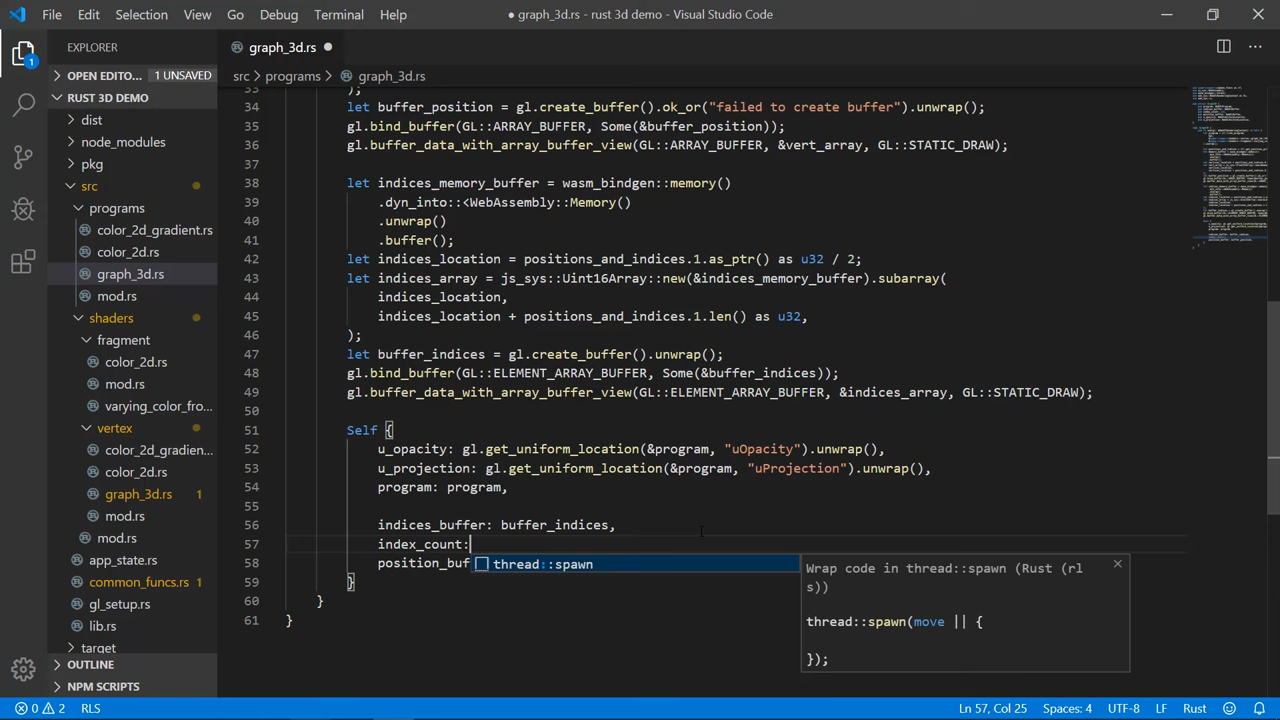 File Edit Selection View Go Debug Terminal Help
● graph_3d.rs - rust 3d demo - Visual Studio Code
EXPLORER
OPEN EDITO... 1 UNSAVED
RUST 3D DEMO
dist
node_modules
pkg
src
programs
color_2d_gradient.rs
color_2d.rs
graph_3d.rs
mod.rs
shaders
fragment
color_2d.rs
mod.rs
varying_color_fro...
vertex
color_2d_gradien...
color_2d.rs
graph_3d.rs 1
mod.rs
mod.rs
app_state.rs
common_funcs.rs 1
gl_setup.rs
lib.rs
target
OUTLINE
NPM SCRIPTS
1
graph_3d.rs
src > programs > graph_3d.rs
33 );
34 let buffer_position = gl.create_buffer().ok_or("failed to create buffer").unwrap();
35 gl.bind_buffer(GL::ARRAY_BUFFER, Some(&buffer_position));
36 gl.buffer_data_with_array_buffer_view(GL::ARRAY_BUFFER, &vert_array, GL::STATIC_DRAW);
37
38 let indices_memory_buffer = wasm_bindgen::memory()
39 .dyn_into::<WebAssembly::Memory()
40 .unwrap()
41 .buffer();
42 let indices_location = positions_and_indices.1.as_ptr() as u32 / 2;
43 let indices_array = js_sys::Uint16Array::new(&indices_memory_buffer).subarray(
44 indices_location,
45 indices_location + positions_and_indices.1.len() as u32,
46 );
47 let buffer_indices = gl.create_buffer().unwrap();
48 gl.bind_buffer(GL::ELEMENT_ARRAY_BUFFER, Some(&buffer_indices));
49 gl.buffer_data_with_array_buffer_view(GL::ELEMENT_ARRAY_BUFFER, &indices_array, GL::STATIC_DRAW);
50
51 Self {
52 u_opacity: gl.get_uniform_location(&program, "uOpacity").unwrap(),
53 u_projection: gl.get_uniform_location(&program, "uProjection").unwrap(),
54 program: program,
55
56 indices_buffer: buffer_indices,
57 index_count:
58 position_buf
59 }
60 }
61 }
thread::spawn
Wrap code in thread::spawn (Rust (rl
s))
thread::spawn(move || {
});
0 2 RLS
Ln 57, Col 25 Spaces: 4 UTF-8 LF Rust